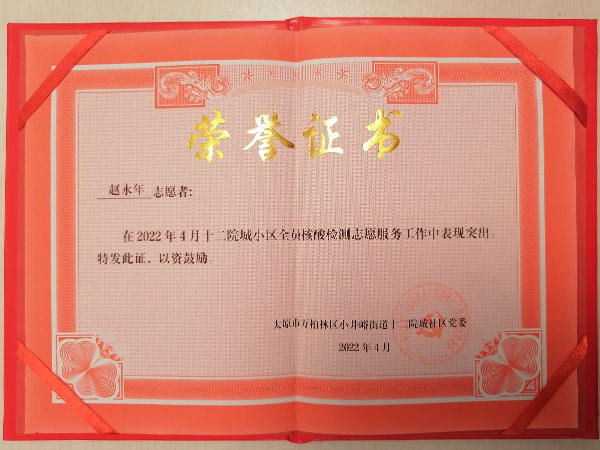 荣誉证书
赵永年 志愿者:
在2022年4月十二院城小区全员核酸检测志愿服务工作中表现突出,
特发此证,以资鼓励。
太原市万柏林区小井峪街道十二院城社区党委
2022年4月